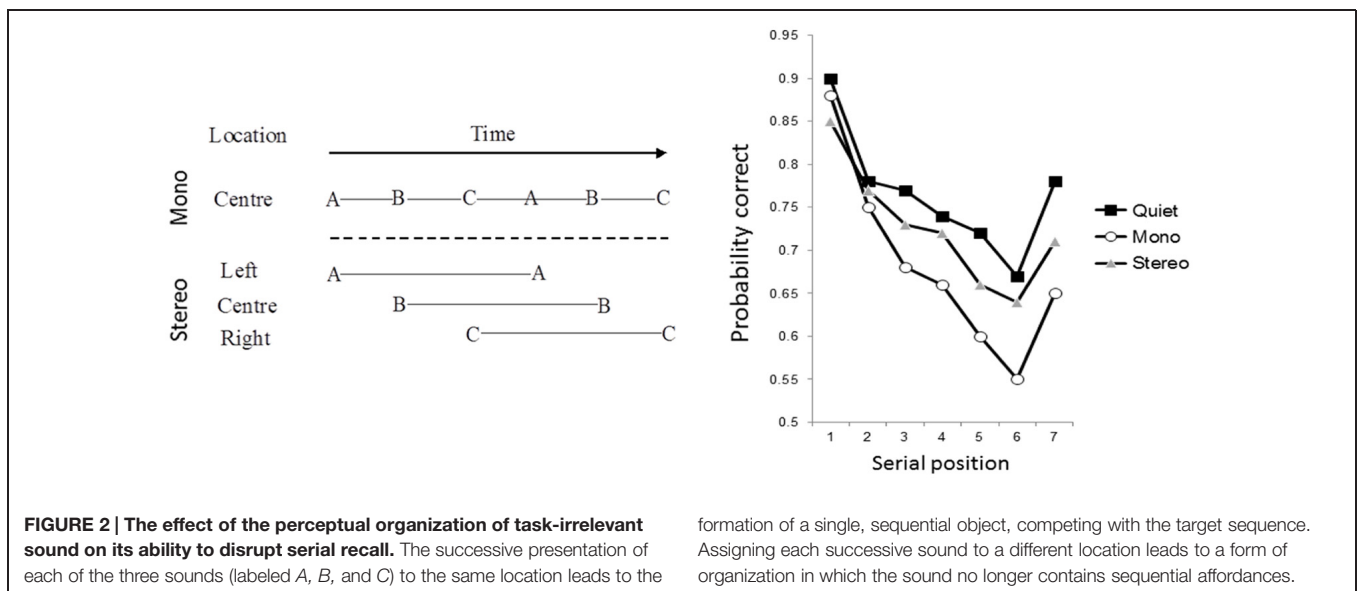 Location Time
Mono
Centre A B C A B C
Stereo
Left A A
Centre B B
Right C C
Probability correct
0.95
0.9
0.85
0.8
0.75
0.7
0.65
0.6
0.55
0.5
1 2 3 4 5 6 7
Serial position
Quiet
Mono
Stereo
FIGURE 2 | The effect of the perceptual organization of task-irrelevant
sound on its ability to disrupt serial recall. The successive presentation of
each of the three sounds (labeled A, B, and C) to the same location leads to the
formation of a single, sequential object, competing with the target sequence.
Assigning each successive sound to a different location leads to a form of
organization in which the sound no longer contains sequential affordances.